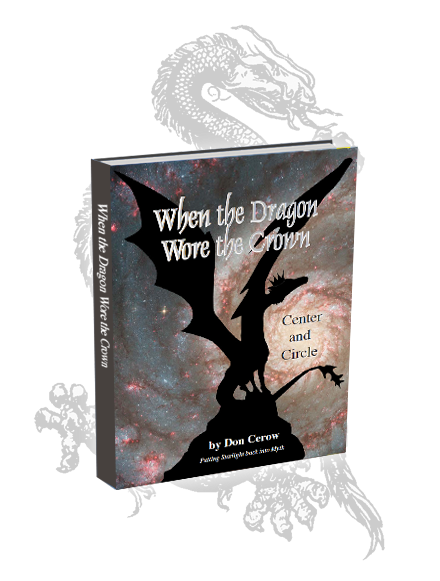 When the Dragon
Wore the Crown
Center
and
Circle
by Don Cerow
Putting Starlight back into Myth
When the Dragon Wore the Crown